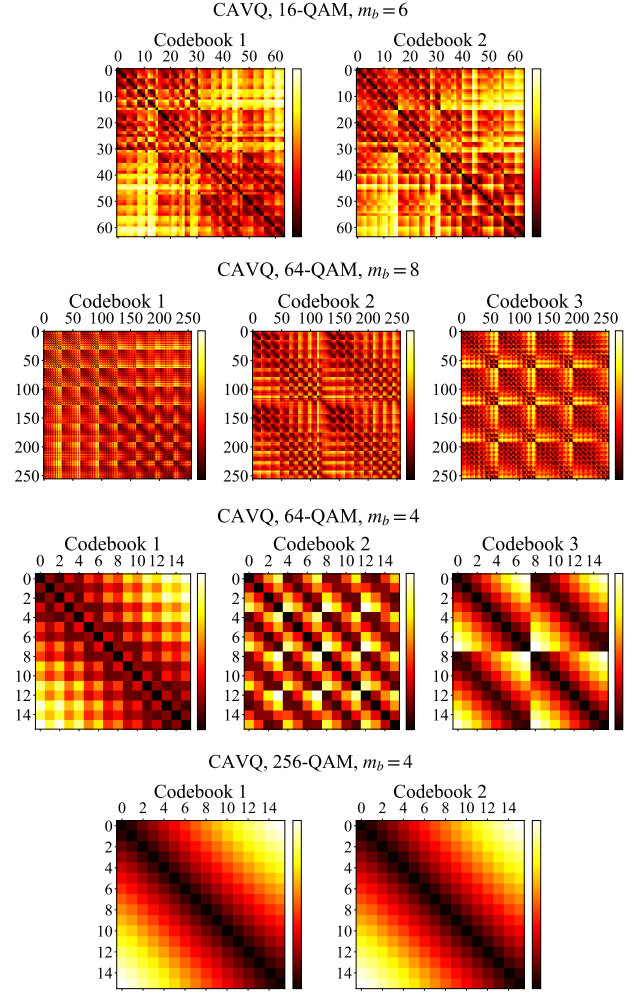 CAVQ, 16-QAM, m_b = 6
Codebook 1 Codebook 2
0 10 20 30 40 50 60 0 10 20 30 40 50 60
0 0
10 10
20 20
30 30
40 40
50 50
60 60
CAVQ, 64-QAM, m_b = 8
Codebook 1 Codebook 2 Codebook 3
0 50 100 150 200 250 0 50 100 150 200 250 0 50 100 150 200 250
0 0 0
50 50 50
100 100 100
150 150 150
200 200 200
250 250 250
CAVQ, 64-QAM, m_b = 4
Codebook 1 Codebook 2 Codebook 3
0 2 4 6 8 10 12 14 0 2 4 6 8 10 12 14 0 2 4 6 8 10 12 14
0 0 0
2 2 2
4 4 4
6 6 6
8 8 8
10 10 10
12 12 12
14 14 14
CAVQ, 256-QAM, m_b = 4
Codebook 1 Codebook 2
0 2 4 6 8 10 12 14 0 2 4 6 8 10 12 14
0 0
2 2
4 4
6 6
8 8
10 10
12 12
14 14